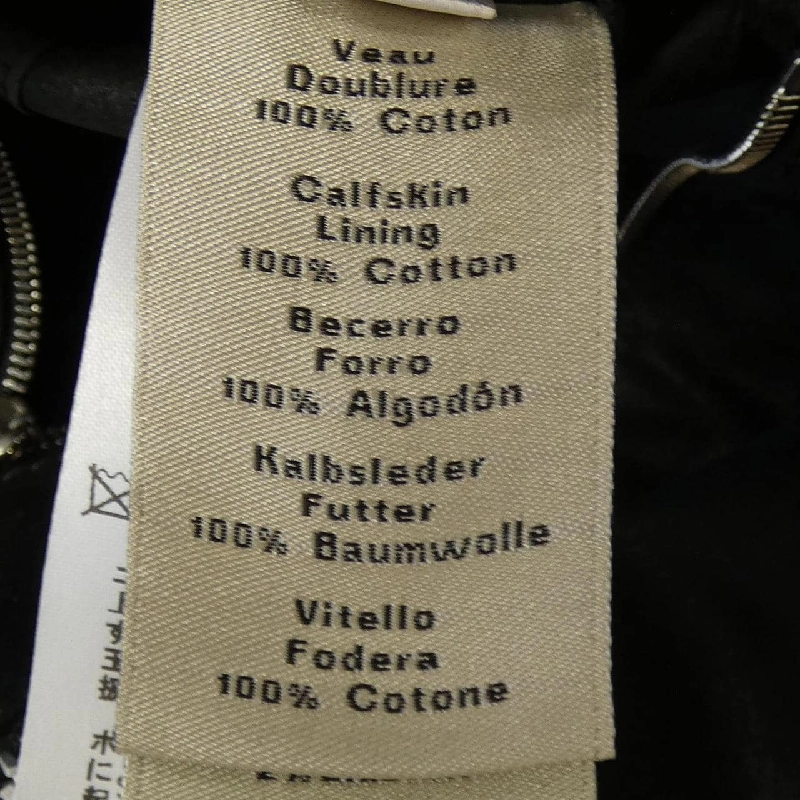 Veau
Doublure
100% Coton
Calfskin
Lining
100% Cotton
Becerro
Forro
100% Algodón
Kalbsleder
Futter
100% Baumwolle
Vitello
Fodera
100% Cotone